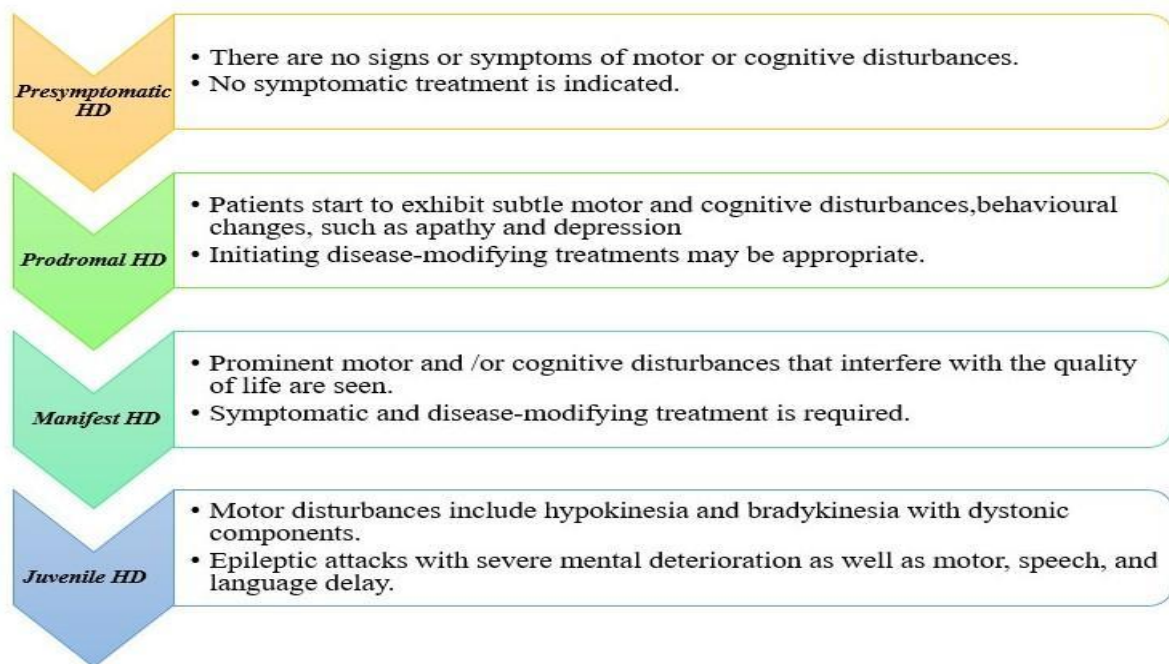 Presymptomatic
HD
• There are no signs or symptoms of motor or cognitive disturbances.
• No symptomatic treatment is indicated.
Prodromal HD
• Patients start to exhibit subtle motor and cognitive disturbances,behavioural
changes, such as apathy and depression
• Initiating disease-modifying treatments may be appropriate.
Manifest HD
• Prominent motor and /or cognitive disturbances that interfere with the quality
of life are seen.
• Symptomatic and disease-modifying treatment is required.
Juvenile HD
• Motor disturbances include hypokinesia and bradykinesia with dystonic
components.
• Epileptic attacks with severe mental deterioration as well as motor, speech, and
language delay.